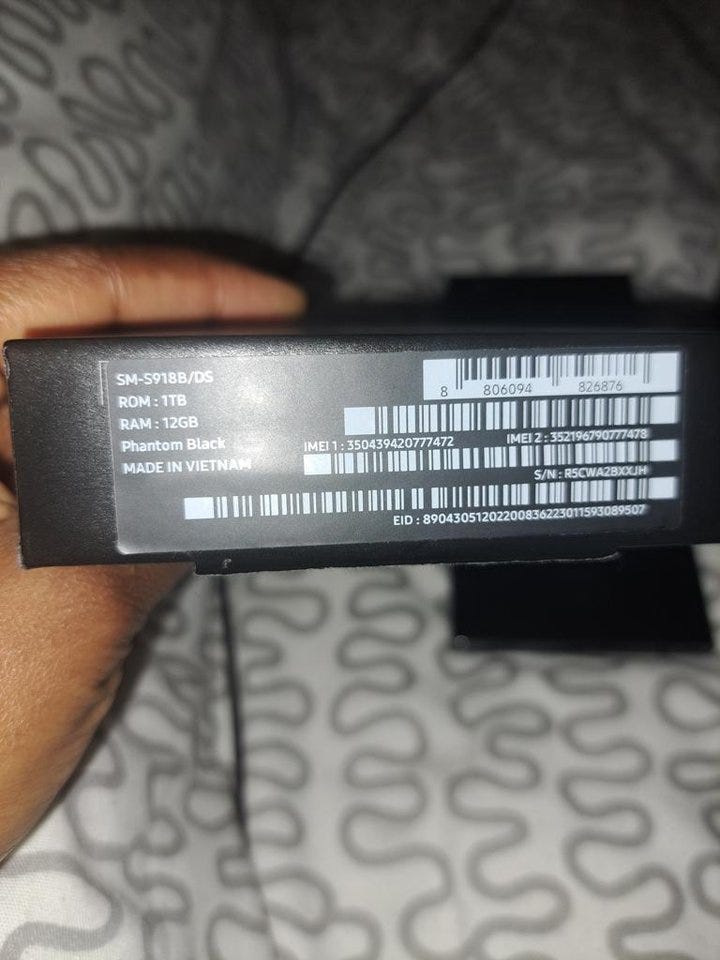 SM-S918B/DS
ROM : 1TB
RAM : 12GB
Phantom Black
MADE IN VIETNAM
8 806094 826876
IMEI 1 : 350439420777472
IMEI 2 : 352196790777478
S/N : R5CWA2BXXJH
EID : 89043051202200836223011593089507